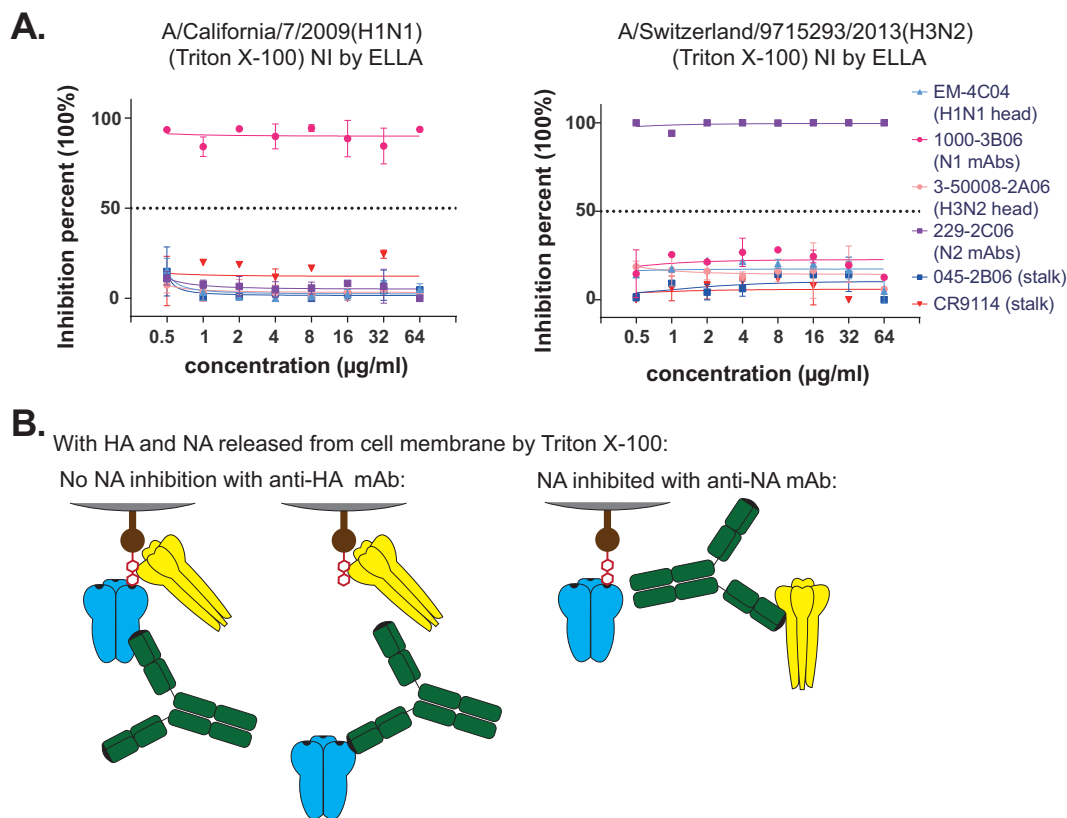 A.
A/California/7/2009(H1N1)
(Triton X-100) NI by ELLA
Inhibition percent (100%)
100
50
0
0.5 1 2 4 8 16 32 64
concentration (µg/ml)
A/Switzerland/9715293/2013(H3N2)
(Triton X-100) NI by ELLA
Inhibition percent (100%)
100
50
0
0.5 1 2 4 8 16 32 64
concentration (µg/ml)
EM-4C04
(H1N1 head)
1000-3B06
(N1 mAbs)
3-50008-2A06
(H3N2 head)
229-2C06
(N2 mAbs)
045-2B06 (stalk)
CR9114 (stalk)
B.
With HA and NA released from cell membrane by Triton X-100:
No NA inhibition with anti-HA mAb:
NA inhibited with anti-NA mAb: